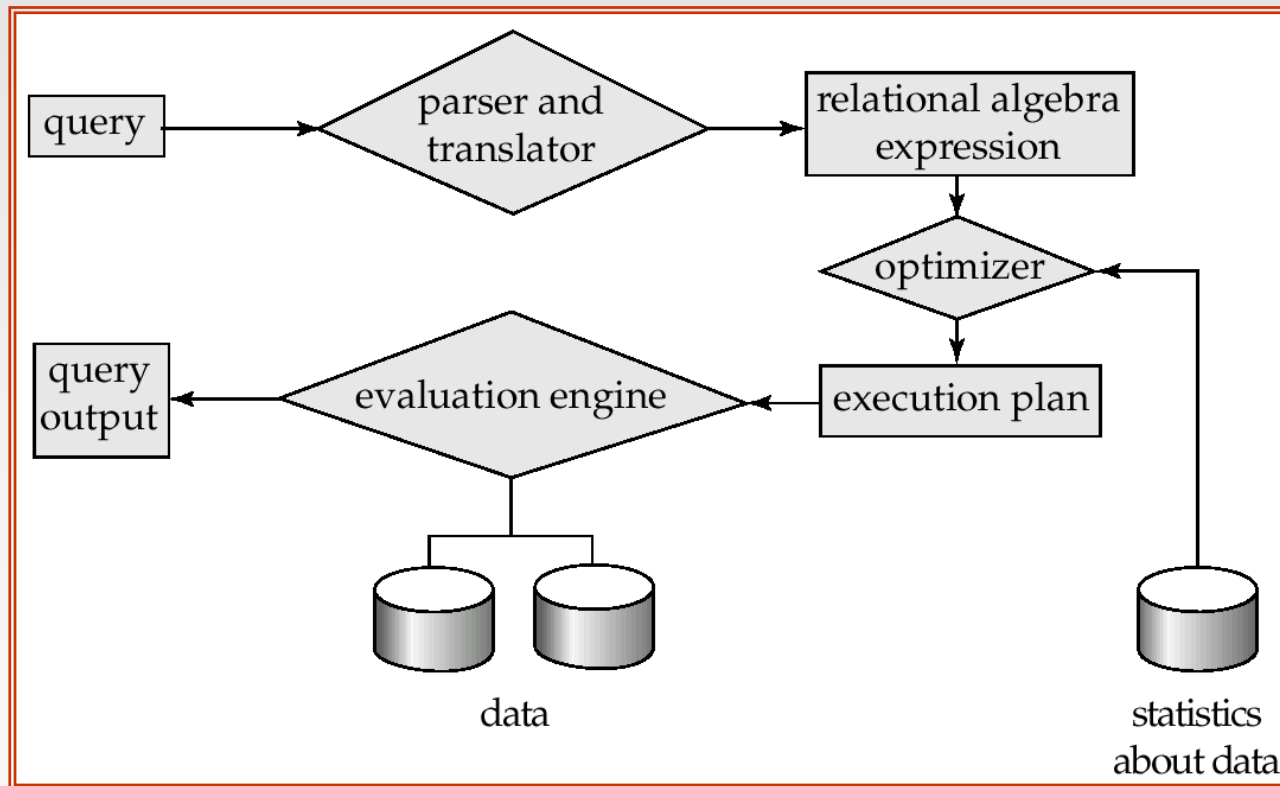 query
parser and
translator
relational algebra
expression
optimizer
query
output
evaluation engine
execution plan
data
statistics
about data